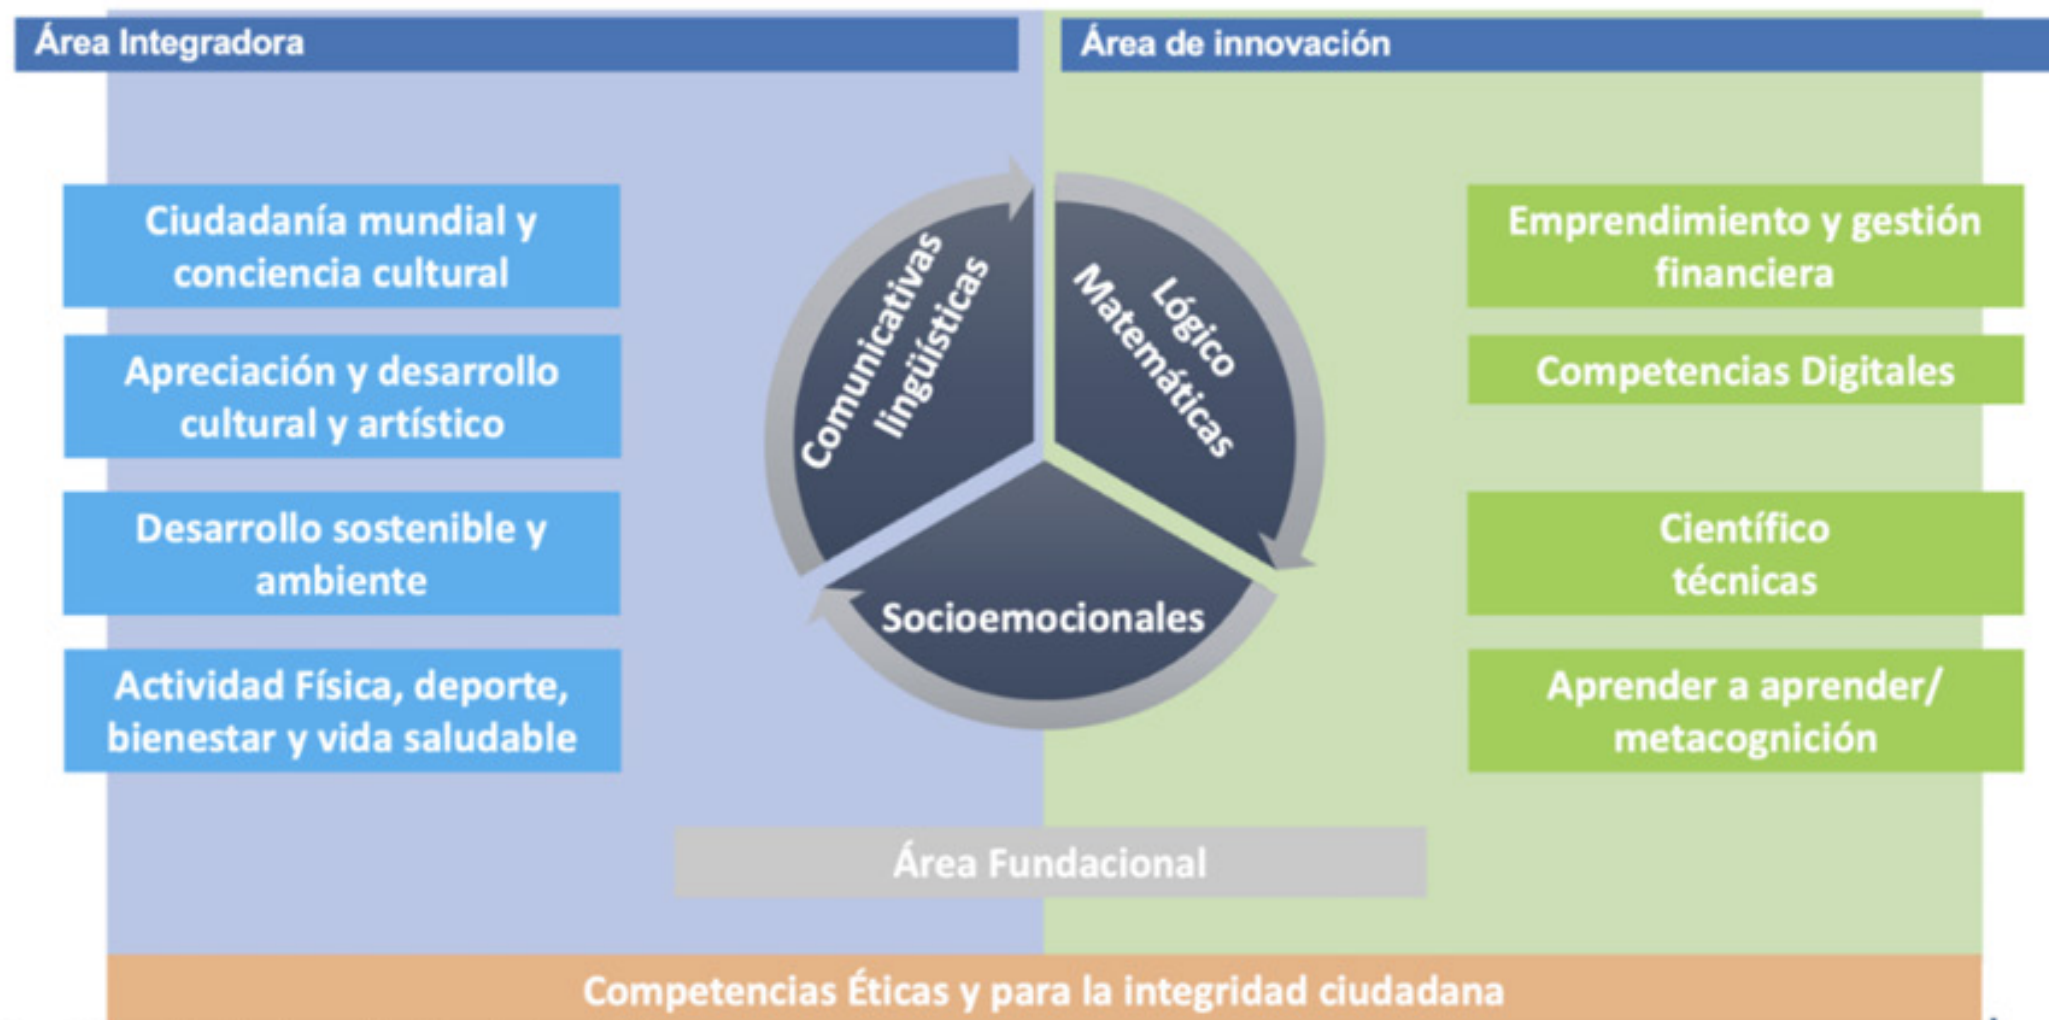 Área Integradora
Área de innovación
Ciudadanía mundial y
conciencia cultural
Apreciación y desarrollo
cultural y artístico
Desarrollo sostenible y
ambiente
Actividad Física, deporte,
bienestar y vida saludable
Comunicativas
lingüísticas
Lógico
Matemáticas
Socioemocionales
Emprendimiento y gestión
financiera
Competencias Digitales
Científico
técnicas
Aprender a aprender/
metacognición
Área Fundacional
Competencias Éticas y para la integridad ciudadana